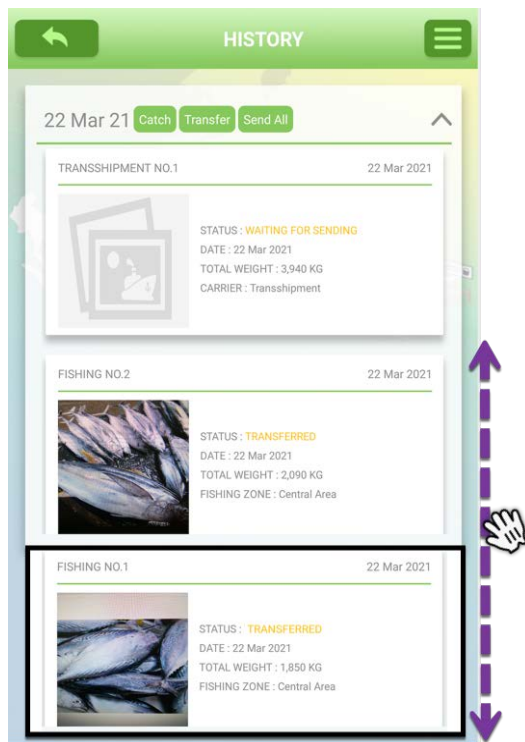 HISTORY
22 Mar 21 Catch Transfer Send All
TRANSSHIPMENT NO.1 22 Mar 2021
STATUS : WAITING FOR SENDING
DATE : 22 Mar 2021
TOTAL WEIGHT : 3,940 KG
CARRIER : Transshipment
FISHING NO.2 22 Mar 2021
STATUS : TRANSFERRED
DATE : 22 Mar 2021
TOTAL WEIGHT : 2,090 KG
FISHING ZONE : Central Area
FISHING NO.1 22 Mar 2021
STATUS : TRANSFERRED
DATE : 22 Mar 2021
TOTAL WEIGHT : 1,850 KG
FISHING ZONE : Central Area